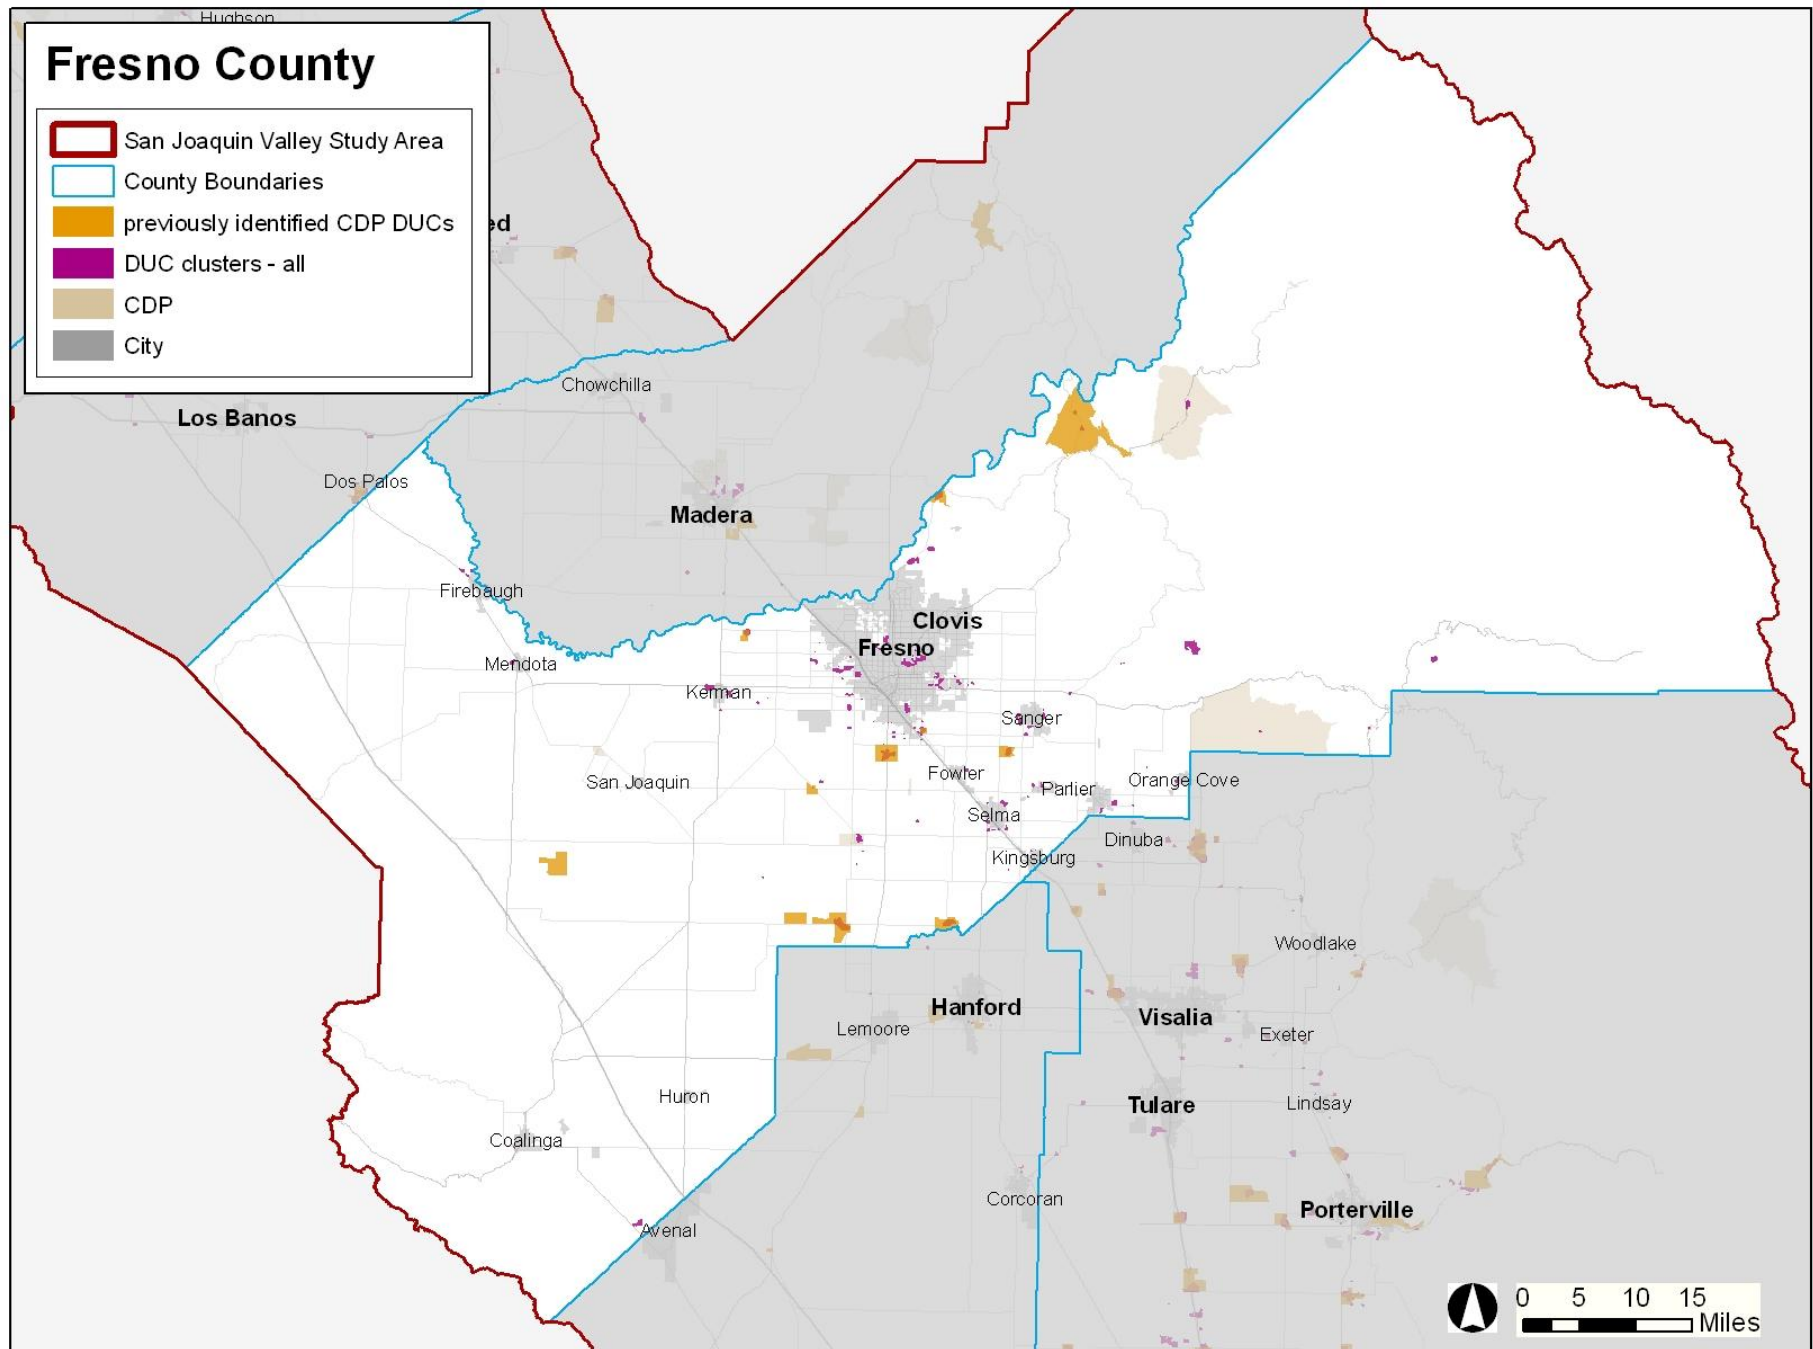 Hughson
Fresno County
San Joaquin Valley Study Area
County Boundaries
previously identified CDP DUCs
ed
DUC clusters - all
CDP
City
Chowchilla
Los Banos
Dos Palos
Madera
Firebaugh
Clovis
Fresno
Mendota
Kerman
Sanger
Fowler
San Joaquin
Parlier
Orange Cove
Selma
Dinuba
Kingsburg
Woodlake
Hanford
Visalia
Lemoore
Exeter
Huron
Tulare
Lindsay
Coalinga
Corcoran
Porterville
Avenal
0 5 10 15
Miles